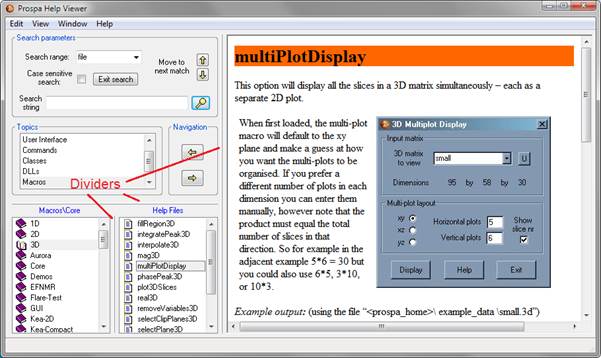 Prospa Help Viewer
Edit View Window Help
Search parameters
Search range: file
Move to
next match
Case sensitive
search:
Exit search
Search
string
Topics
User Interface
Commands
Classes
DLLs
Macros
Navigation
Dividers
Macros\Core
1D
2D
3D
Aurora
Core
Demos
EFNMR
Flare-Test
GUI
Kea-2D
Kea-Compact
Help Files
fillRegion3D
integratePeak3D
interpolate3D
mag3D
multiPlotDisplay
phasePeak3D
plot3DSlices
real3D
removeVariables3D
selectClipPlanes3D
selectPlane3D
multiPlotDisplay
This option will display all the slices in a 3D matrix simultaneously – each as a
separate 2D plot.
When first loaded, the multi-plot
macro will default to the xy
plane and make a guess at how
you want the multi-plots to be
organised. If you prefer a
different number of plots in each
dimension you can enter them
manually, however note that the
product must equal the total
number of slices in that
direction. So for example in the
adjacent example 5*6 = 30 but
you could also use 6*5, 3*10,
or 10*3.
3D Multiplot Display
Input matrix
3D matrix
to view
small
U
Dimensions 95 by 58 by 30
Multi-plot layout
xy
xz
yz
Horizontal plots 5
Vertical plots 6
Show
slice nr
Display Help Exit
Example output: (using the file “<prospa_home>\ example_data \small.3d”)